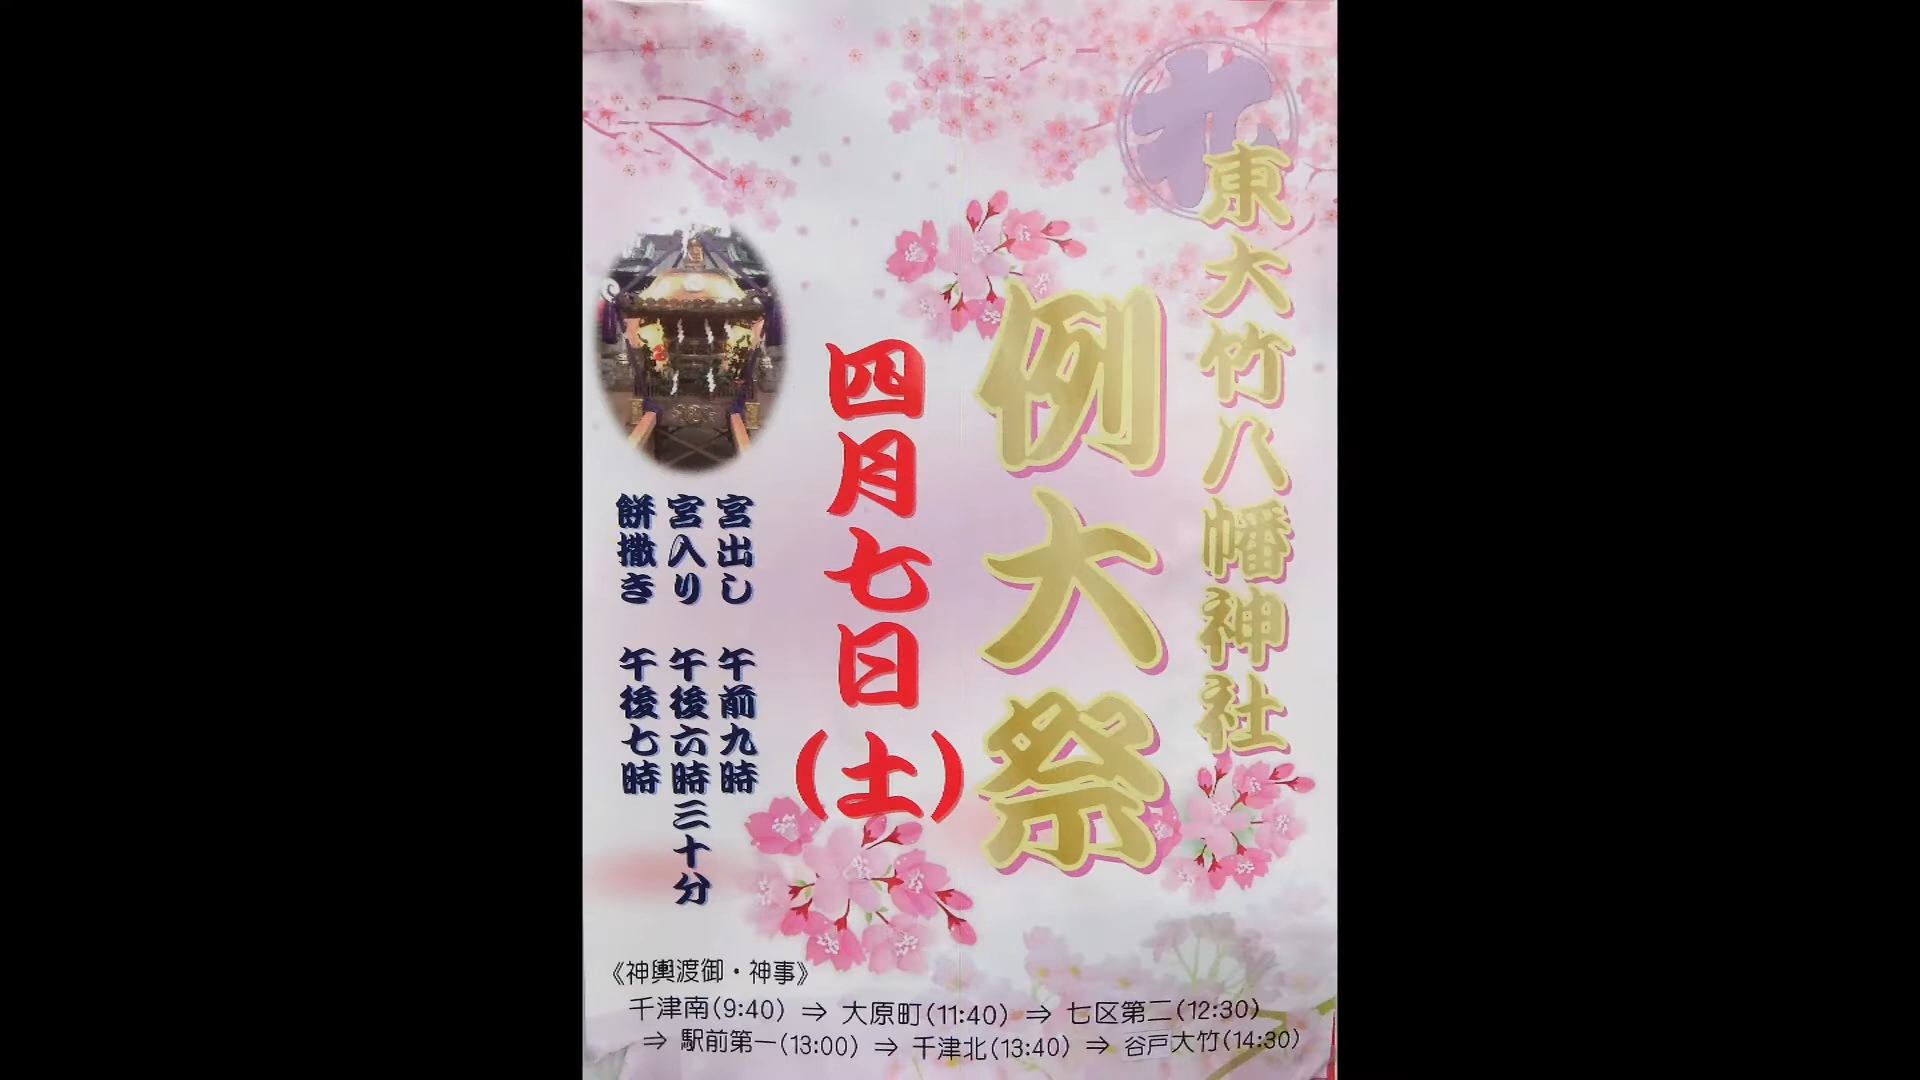 東大竹八幡神社
例大祭
四月七日(土)
宮出し 午前九時
宮入り 午後六時三十分
餅撒き 午後七時
《神輿渡御・神事》
千津南(9:40) ⇒ 大原町(11:40) ⇒ 七区第二(12:30)
⇒ 駅前第一(13:00) ⇒ 千津北(13:40) ⇒ 谷戸大竹(14:30)